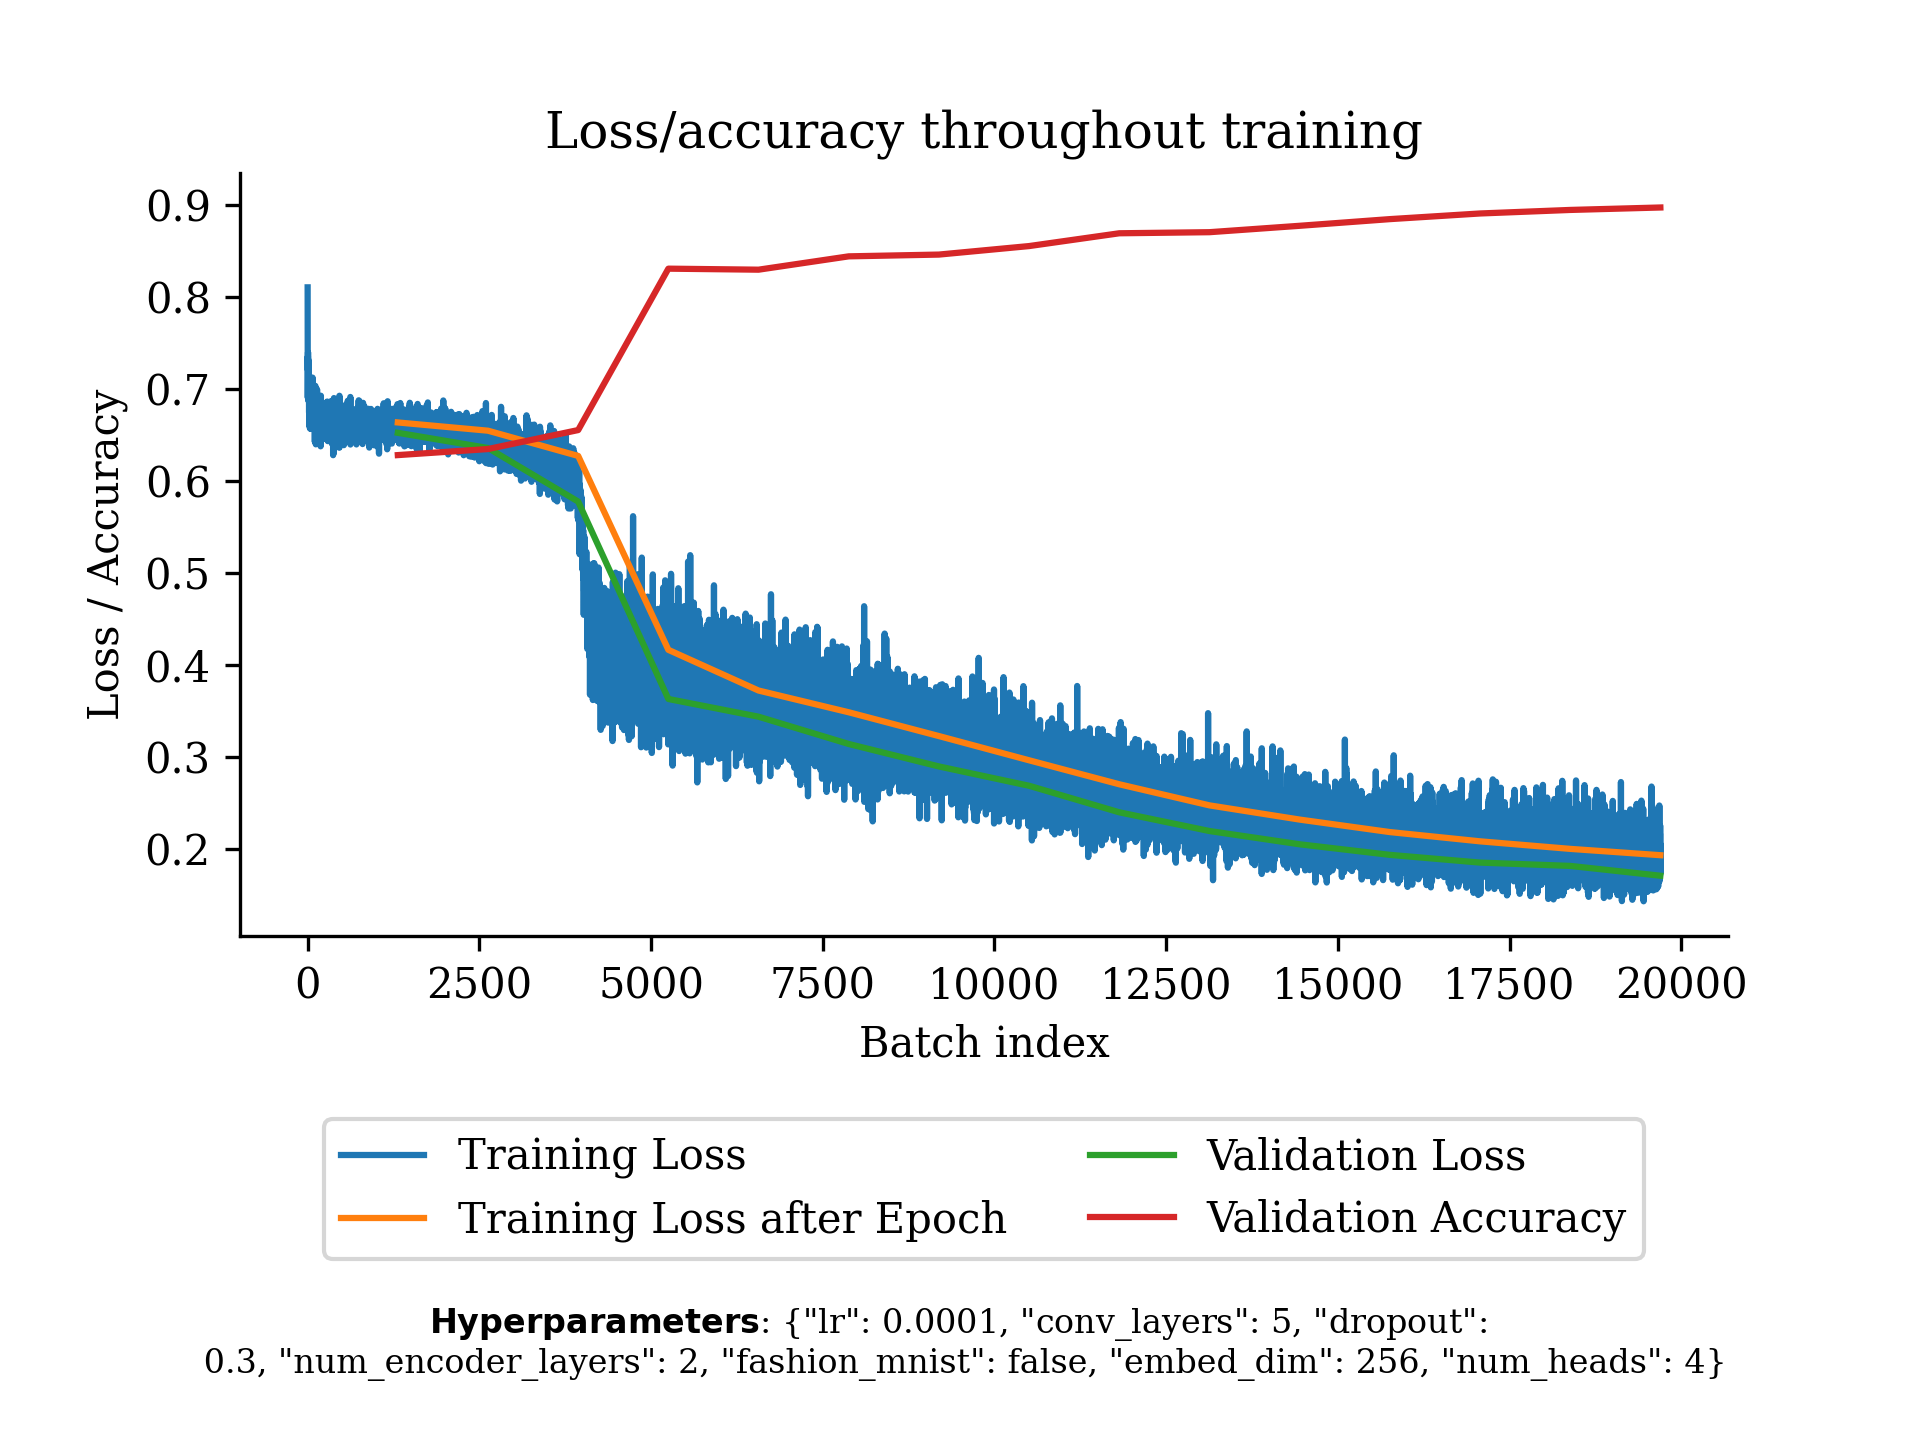 Loss/accuracy throughout training
0.9
0.8
0.7
0.6
0.5
0.4
0.3
0.2
Loss / Accuracy
0 2500 5000 7500 10000 12500 15000 17500 20000
Batch index
Training Loss
Training Loss after Epoch
Validation Loss
Validation Accuracy
Hyperparameters: {"lr": 0.0001, "conv_layers": 5, "dropout":
0.3, "num_encoder_layers": 2, "fashion_mnist": false, "embed_dim": 256, "num_heads": 4}